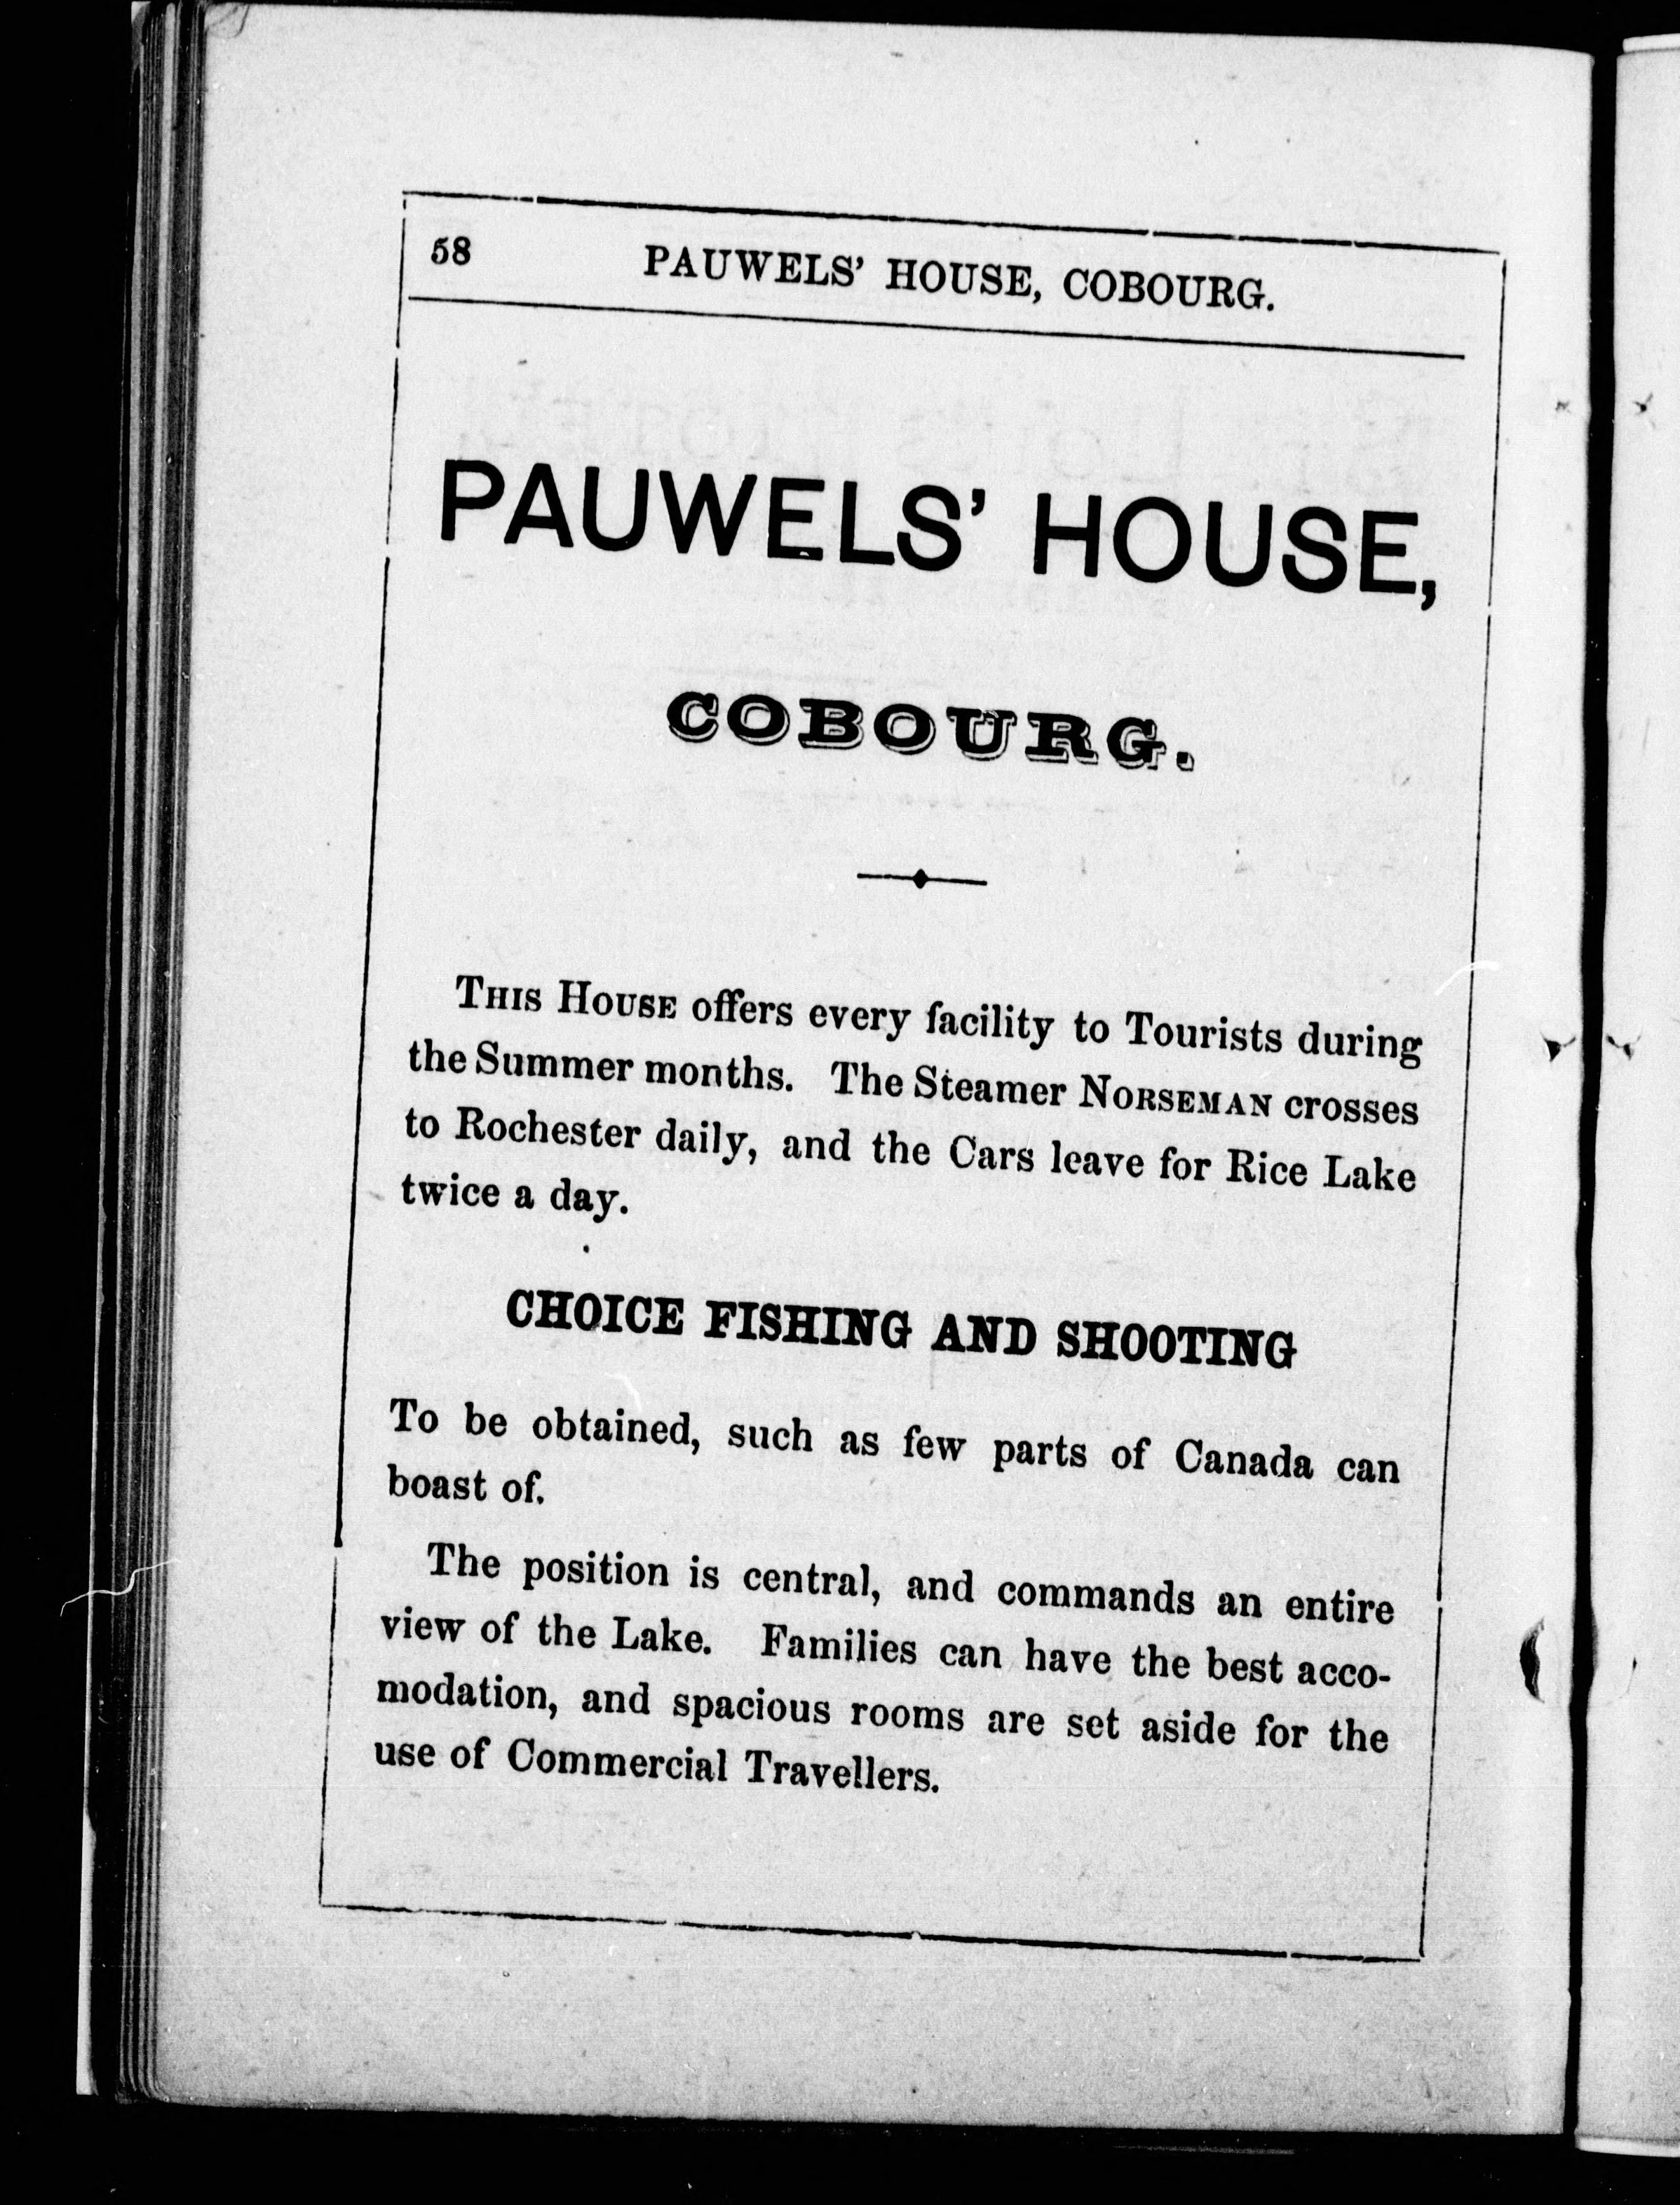 58 PAUWELS' HOUSE, COBOURG.
PAUWELS' HOUSE,
COBOURG.
THIS HOUSE offers every facility to Tourists during
the Summer months. The Steamer NORSEMAN crosses
to Rochester daily, and the Cars leave for Rice Lake
twice a day.
CHOICE FISHING AND SHOOTING
To be obtained, such as few parts of Canada can
boast of.
The position is central, and commands an entire
view of the Lake. Families can have the best acco-
modation, and spacious rooms are set aside for the
use of Commercial Travellers.